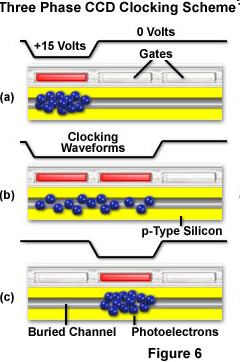 Three Phase CCD Clocking Scheme
0 Volts
+15 Volts
Gates
(a)
Clocking
Waveforms
(b)
p-Type Silicon
(c)
Buried Channel
Photoelectrons
Figure 6